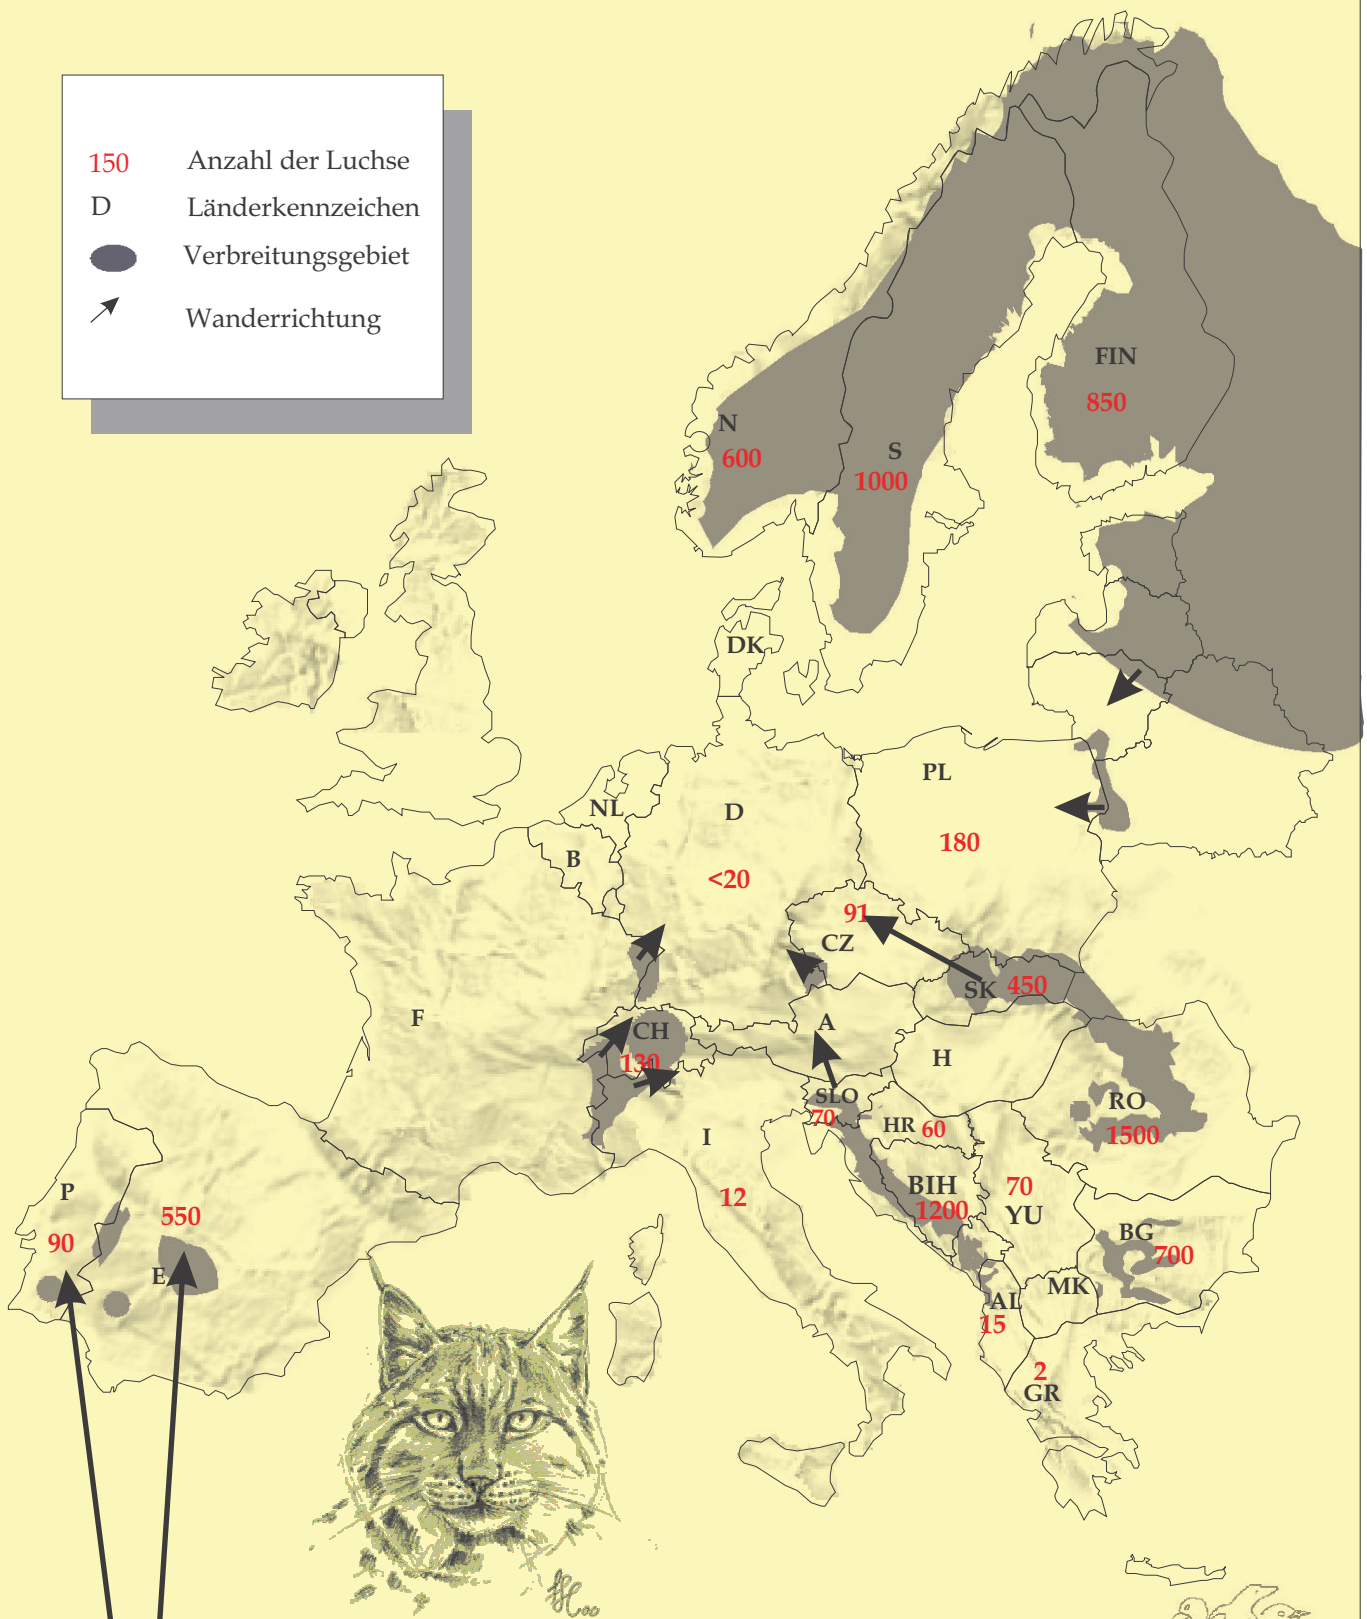 150 Anzahl der Luchse
D Länderkennzeichen
Verbreitungsgebiet
Wanderrichtung
FIN
850
N
600
S
1000
DK
PL
180
NL
D
<20
B
91
CZ
SK 450
F
CH
130
A
H
SLO
70
HR 60
RO
1500
I
12
P
90
550
E
BIH
1200
70
YU
BG
700
MK
AL
15
2
GR